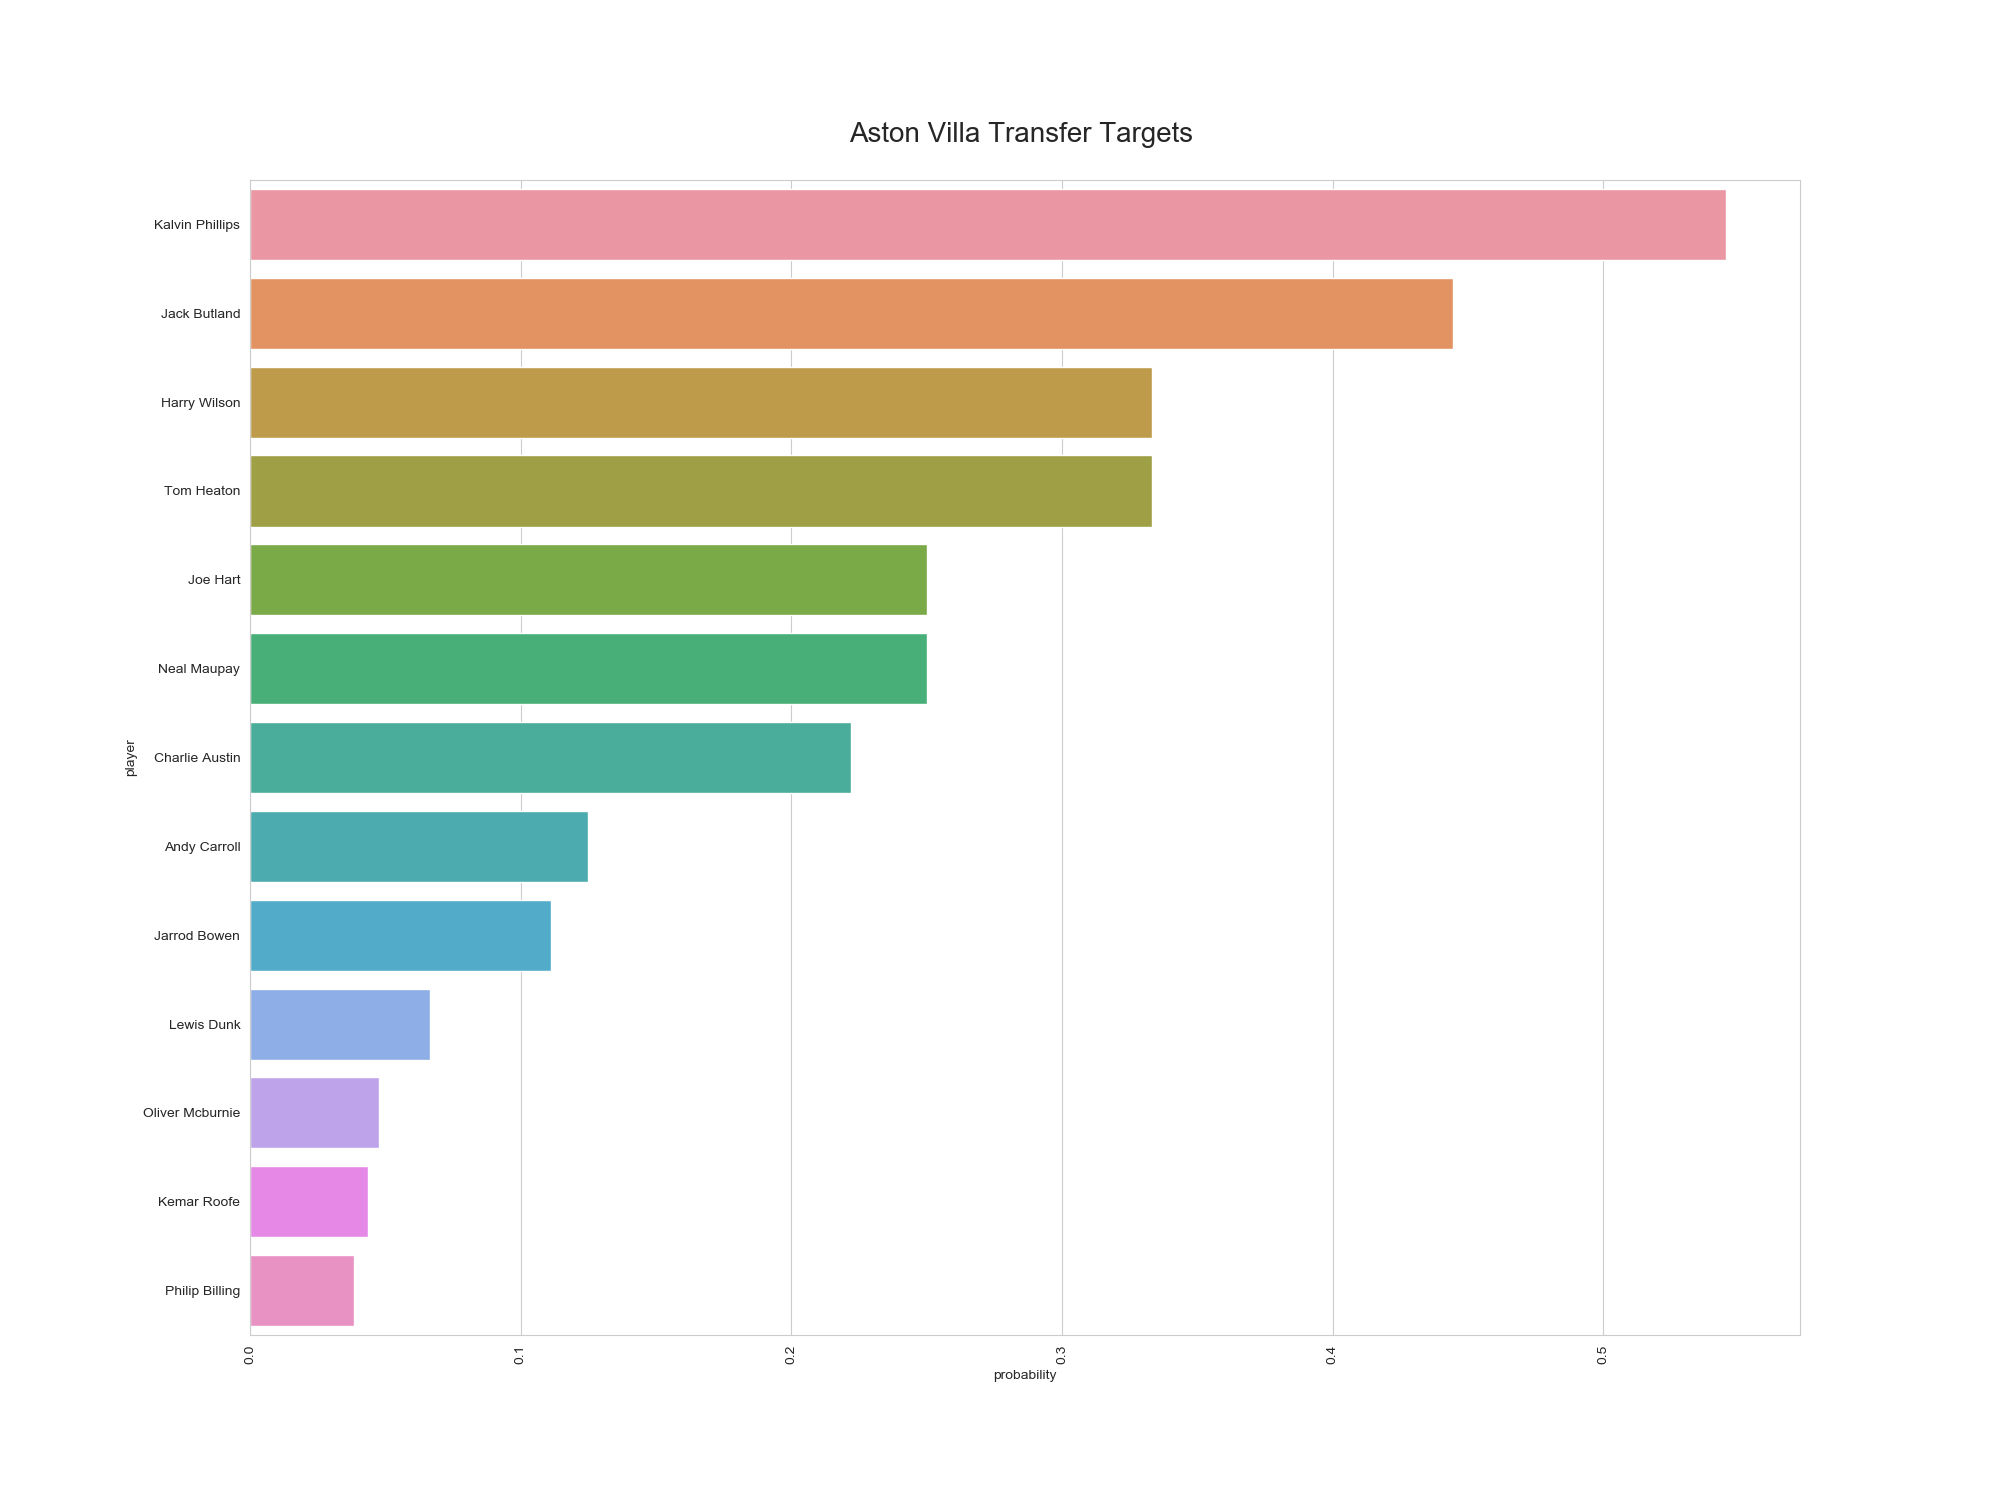 Aston Villa Transfer Targets
Kalvin Phillips
Jack Butland
Harry Wilson
Tom Heaton
Joe Hart
Neal Maupay
player
Charlie Austin
Andy Carroll
Jarrod Bowen
Lewis Dunk
Oliver Mcburnie
Kemar Roofe
Philip Billing
0.0
0.1
0.2
0.3
0.4
0.5
probability